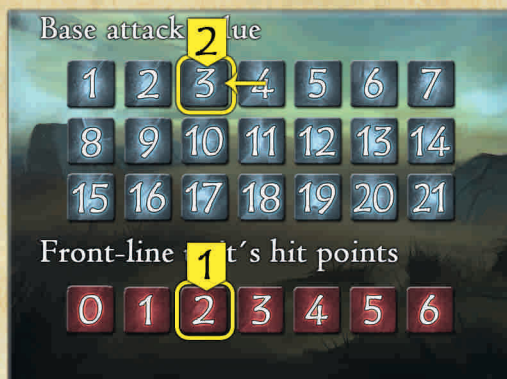 Base attack lue
2
1 2 3 4 5 6 7
8 9 10 11 12 13 14
15 16 17 18 19 20 21
Front-line t´s hit points
1
0 1 2 3 4 5 6